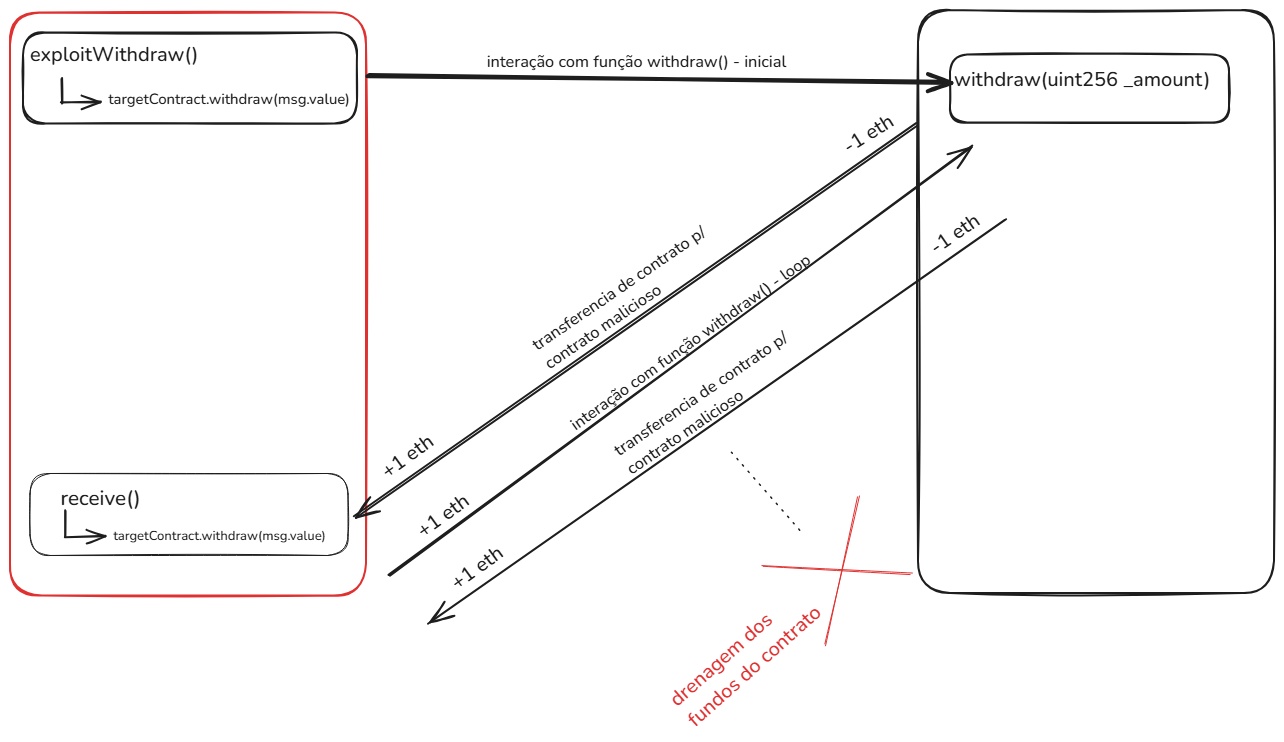 exploitWithdraw()
targetContract.withdraw(msg.value)
interação com função withdraw() - inicial
withdraw(uint256 _amount)
-1 eth
transferencia de contrato p/
contrato malicioso
+1 eth
interação com função withdraw() - loop
+1 eth
-1 eth
transferencia de contrato p/
contrato malicioso
+1 eth
receive()
targetContract.withdraw(msg.value)
drenagem dos
fundos do contrato